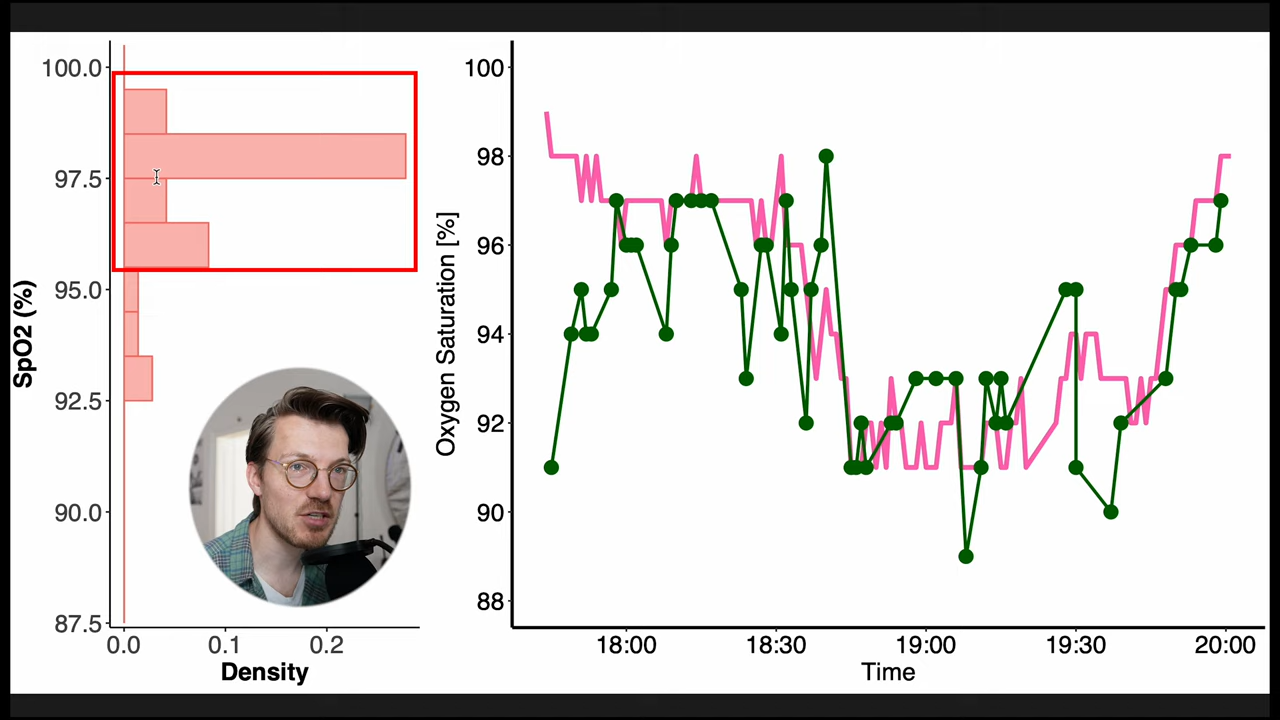 100.0
97.5
95.0
92.5
90.0
87.5
SpO2 (%)
0.0 0.1 0.2
Density
100
98
96
94
92
90
88
Oxygen Saturation [%]
18:00 18:30 19:00 19:30 20:00
Time